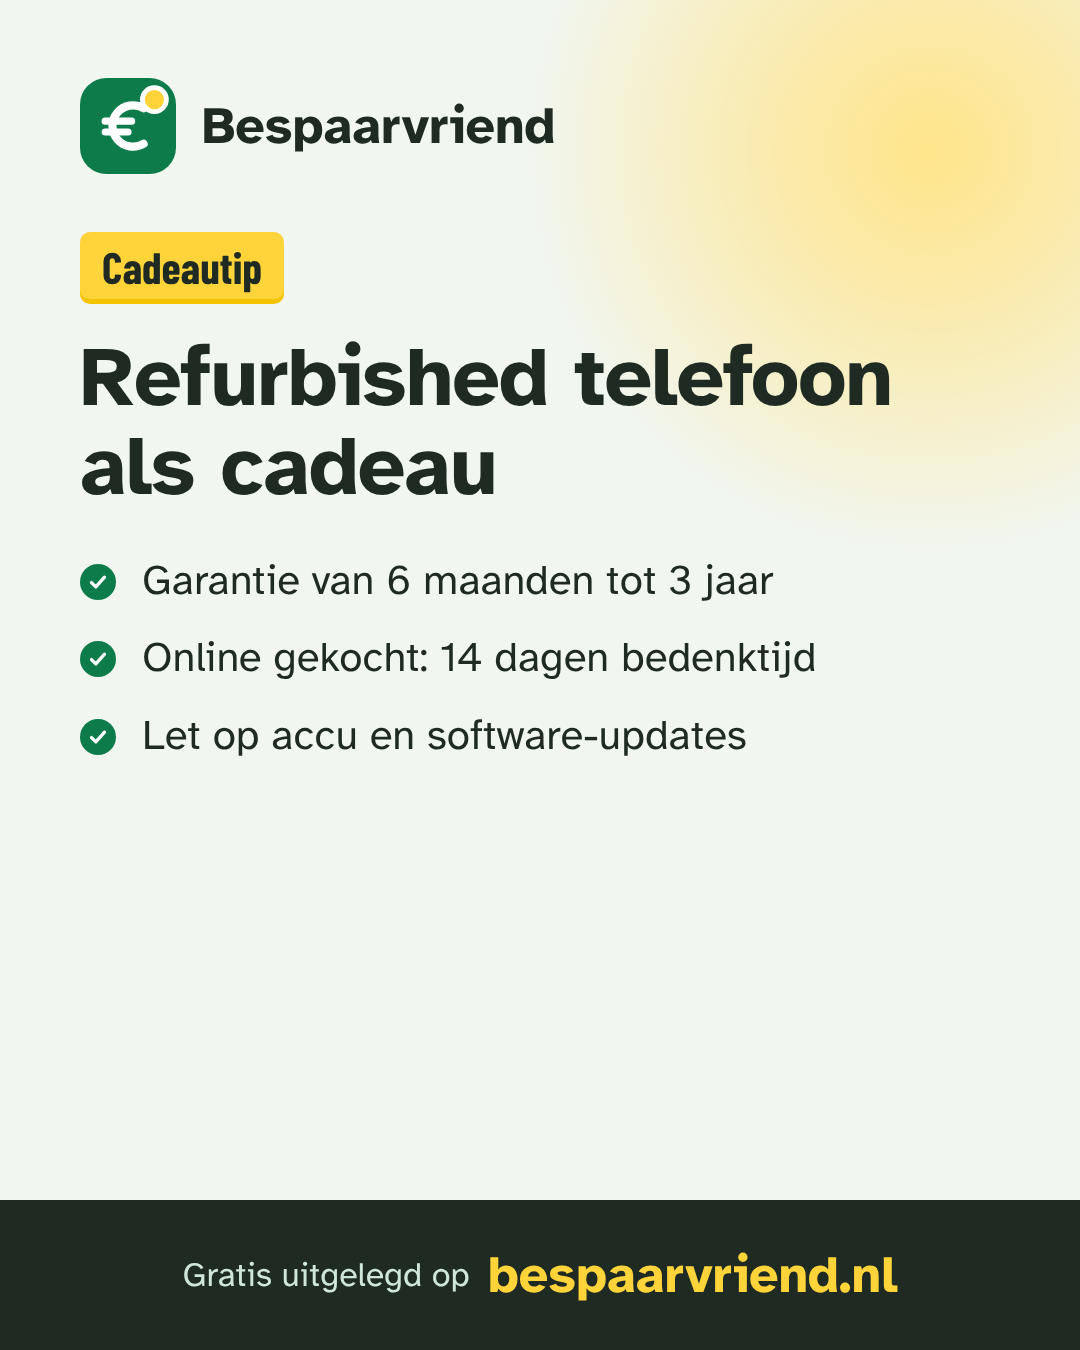 Bespaarvriend
Cadeautip
Refurbished telefoon
als cadeau
Garantie van 6 maanden tot 3 jaar
Online gekocht: 14 dagen bedenktijd
Let op accu en software-updates
Gratis uitgelegd op bespaarvriend.nl